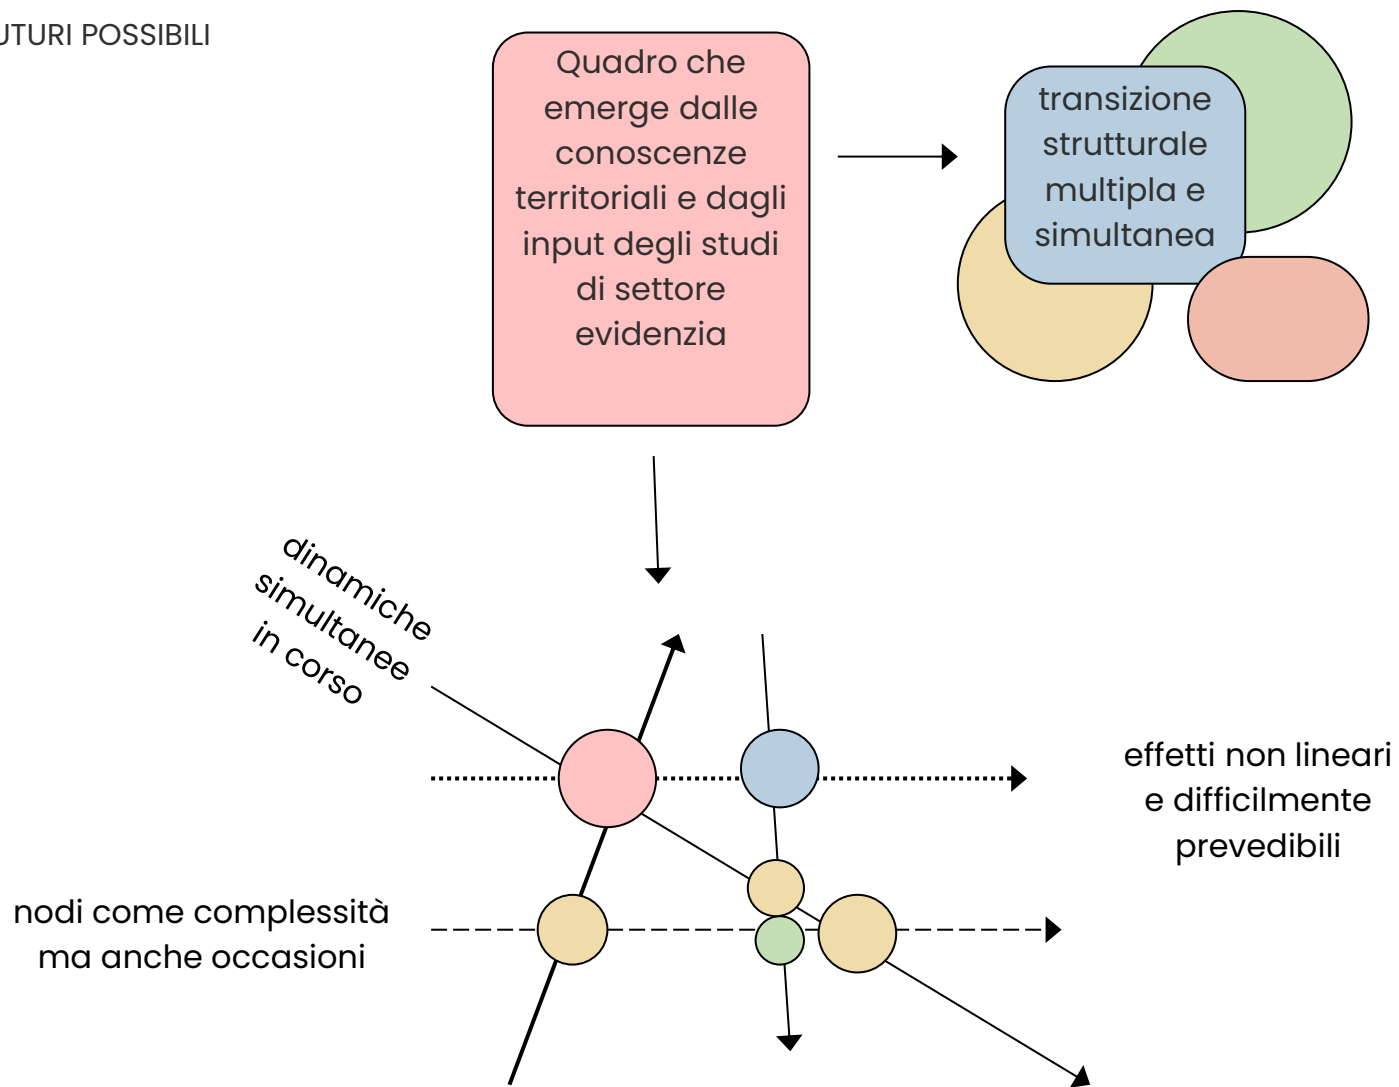 UTURI POSSIBILI
Quadro che
emerge dalle
conoscenze
territoriali e dagli
input degli studi
di settore
evidenzia
transizione
strutturale
multipla e
simultanea
dinamiche
simultanee
in corso
effetti non lineari
e difficilmente
prevedibili
nodi come complessità
ma anche occasioni